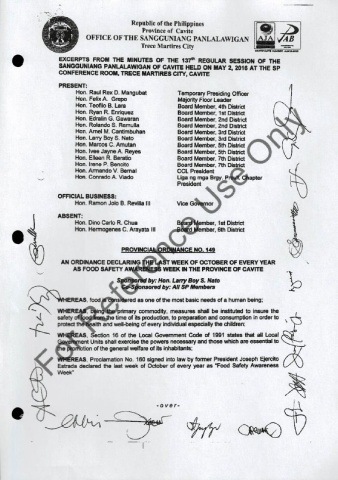 Republic of the Philippines
Province of Cavite
OFFICE OF THE SANGGUNIANG PANLALAWIGAN
Trece Martires City
EXCERPTS FROM THE MINUTES OF THE 137th REGULAR SESSION OF THE
SANGGUNIANG PANLALAWIGAN OF CAVITE HELD ON MAY 2, 2016 AT THE SP
CONFERENCE ROOM, TRECE MARTIRES CITY, CAVITE
PRESENT:
Hon. Raul Rex D. Mangubat Temporary Presiding Officer
Hon. Felix A. Grepo Majority Floor Leader
Hon. Teofilo B. Lara Board Member, 4th District
Hon. Ryan R. Enriquez Board Member, 1st District
Hon. Edralin G. Gawaran Board Member, 2nd District
Hon. Rolando S. Remulla Board Member, 2nd District
Hon. Arnel M. Cantimbuhan Board Member, 3rd District
Hon. Larry Boy S. Nato Board Member, 3rd District
Hon. Marcos C. Amutan Board Member, 5th District
Hon. Ivee Jayne A. Reyes Board Member, 5th District
Hon. Eileen R. Beratio Board Member, 7th District
Hon. Irene P. Bencito Board Member, 7th District
Hon. Armando V. Bernal CCL President
Hon. Conrado A. Viado Liga ng mga Brgy. Prov'l. Chapter
President
OFFICIAL BUSINESS:
Hon. Ramon Jolo B. Revilla III Vice Governor
ABSENT:
Hon. Dino Carlo R. Chua Board Member, 1st District
Hon. Hermogenes C. Arayata III Board Member, 6th District
PROVINCIAL ORDINANCE NO. 149
AN ORDINANCE DECLARING THE LAST WEEK OF OCTOBER OF EVERY YEAR
AS FOOD SAFETY AWARENESS WEEK IN THE PROVINCE OF CAVITE
Sponsored by: Hon. Larry Boy S. Nato
Co-Sponsored by: All SP Members
WHEREAS, food is considered as one of the most basic needs of a human being;
WHEREAS, primary commodity, measures shall be instituted to insure the
safety of time of its production, to preparation and consumption in order to
protect the health and well-being of every individual especially the children;
WHEREAS, Section 16 of the Local Government Code of 1991 states that all Local
Government Units shall exercise the powers necessary and those which are essential to
the promotion of the general welfare of its inhabitants;
WHEREAS, Proclamation No. 160 signed into law by former President Joseph Ejercito
Estrada declared the last week of October of every year as "Food Safety Awareness
Week"
-over-
For Reference Use Only